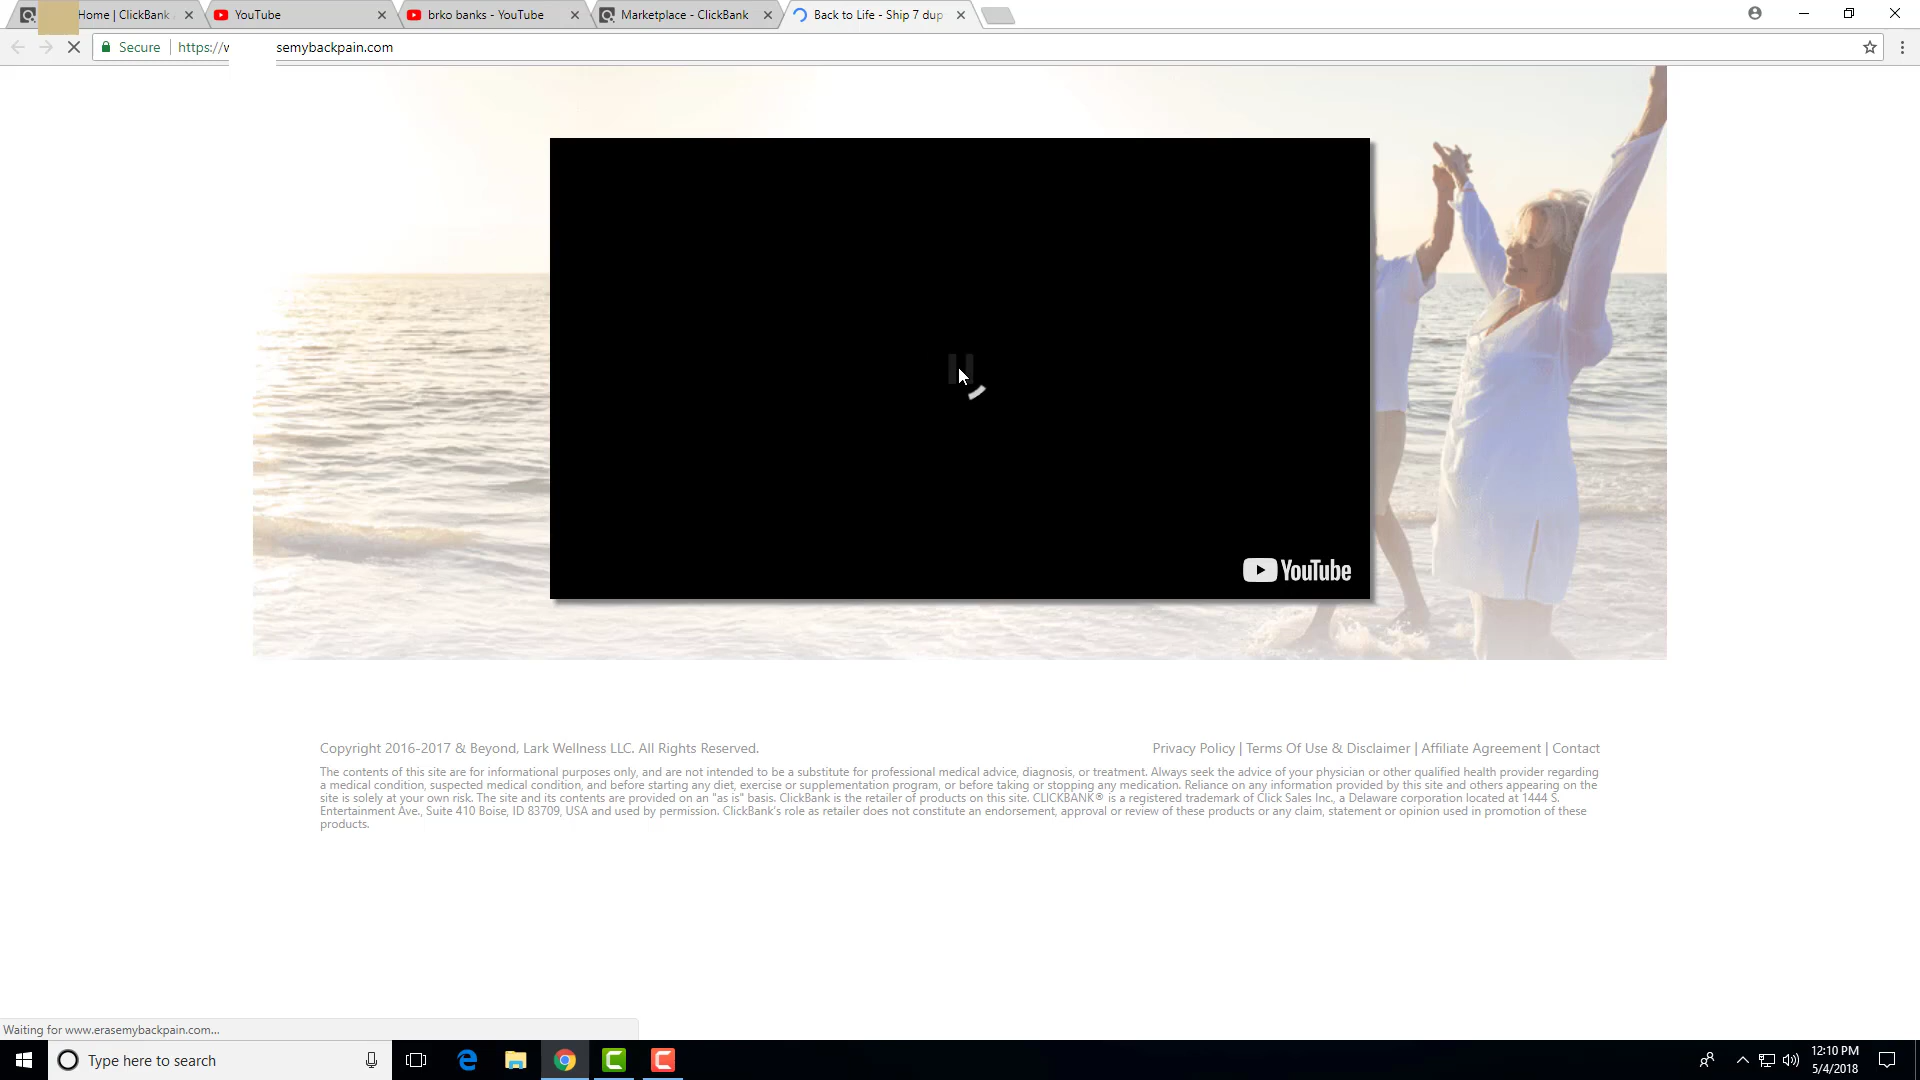 Home | ClickBank
YouTube
brko banks - YouTube
Marketplace - ClickBank
Back to Life - Ship 7 dup
Secure
https://w
semybackpain.com
YouTube
Copyright 2016-2017 & Beyond, Lark Wellness LLC. All Rights Reserved.
Privacy Policy | Terms Of Use & Disclaimer | Affiliate Agreement | Contact
The contents of this site are for informational purposes only, and are not intended to be a substitute for professional medical advice, diagnosis, or treatment. Always seek the advice of your physician or other qualified health provider regarding
a medical condition, suspected medical condition, and before starting any diet, exercise or supplementation program, or before taking or stopping any medication. Reliance on any information provided by this site and others appearing on the
site is solely at your own risk. The site and its contents are provided on an "as is" basis. ClickBank is the retailer of products on this site. CLICKBANK® is a registered trademark of Click Sales Inc., a Delaware corporation located at 1444 S.
Entertainment Ave., Suite 410 Boise, ID 83709, USA and used by permission. ClickBank's role as retailer does not constitute an endorsement, approval or review of these products or any claim, statement or opinion used in promotion of these
products.
Waiting for www.erasemybackpain.com...
Type here to search
12:10 PM
5/4/2018